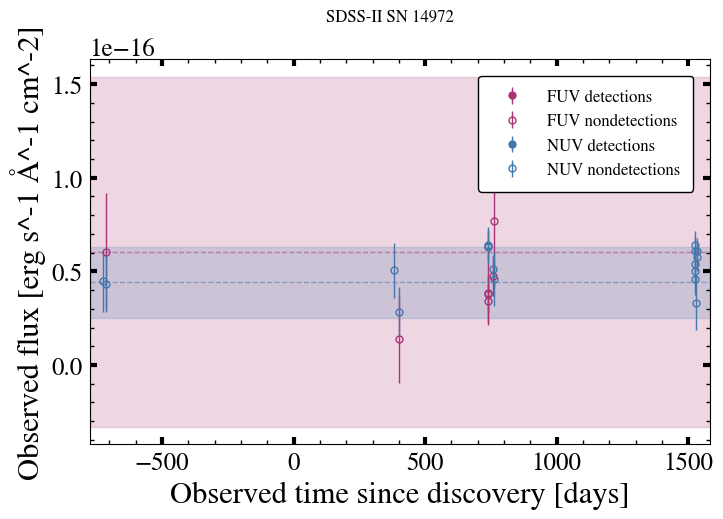 SDSS-II SN 14972
1e−16
Observed flux [erg s^-1 Å^-1 cm^-2]
1.5
1.0
0.5
0.0
FUV detections
FUV nondetections
NUV detections
NUV nondetections
−500
0
500
1000
1500
Observed time since discovery [days]